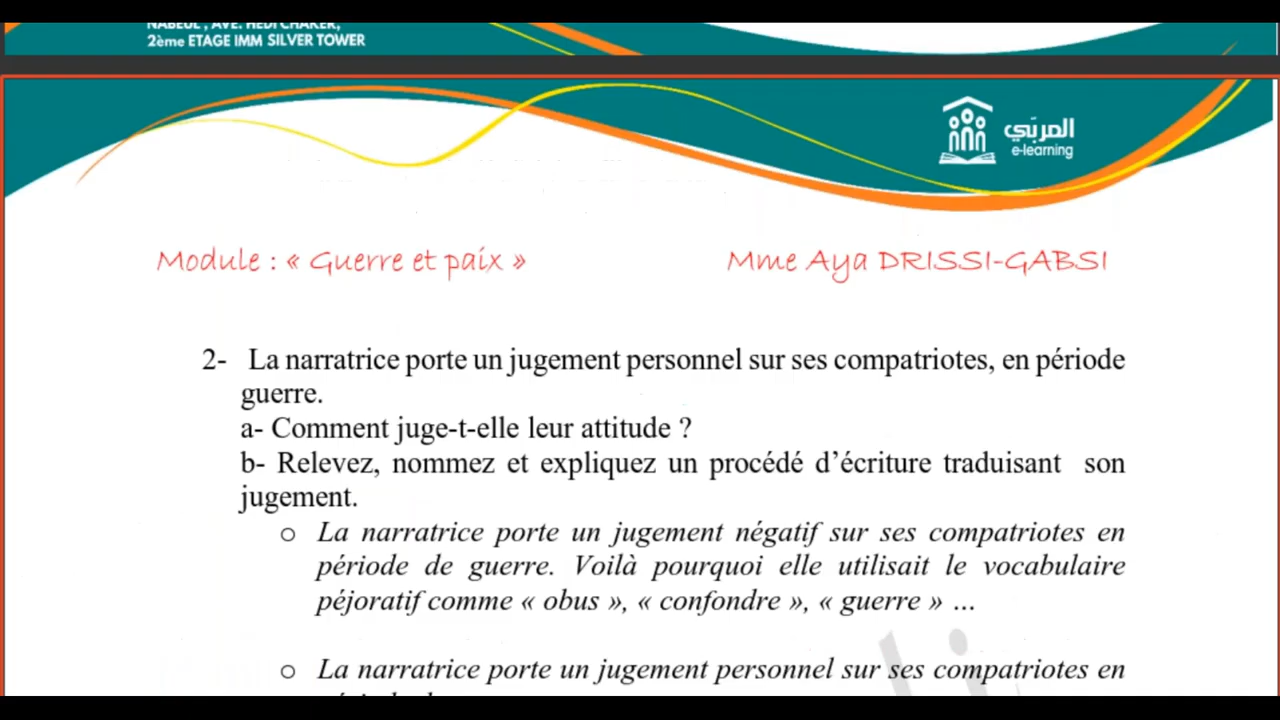 NABEUL , AVE. HEDI CHAKER,
2ème ETAGE IMM SILVER TOWER
المربّي
e-learning
Module : « Guerre et paix »
Mme Aya DRISSI-GABSI
2- La narratrice porte un jugement personnel sur ses compatriotes, en période
guerre.
a- Comment juge-t-elle leur attitude ?
b- Relevez, nommez et expliquez un procédé d’écriture traduisant son
jugement.
o La narratrice porte un jugement négatif sur ses compatriotes en
période de guerre. Voilà pourquoi elle utilisait le vocabulaire
péjoratif comme « obus », « confondre », « guerre » …
o La narratrice porte un jugement personnel sur ses compatriotes en